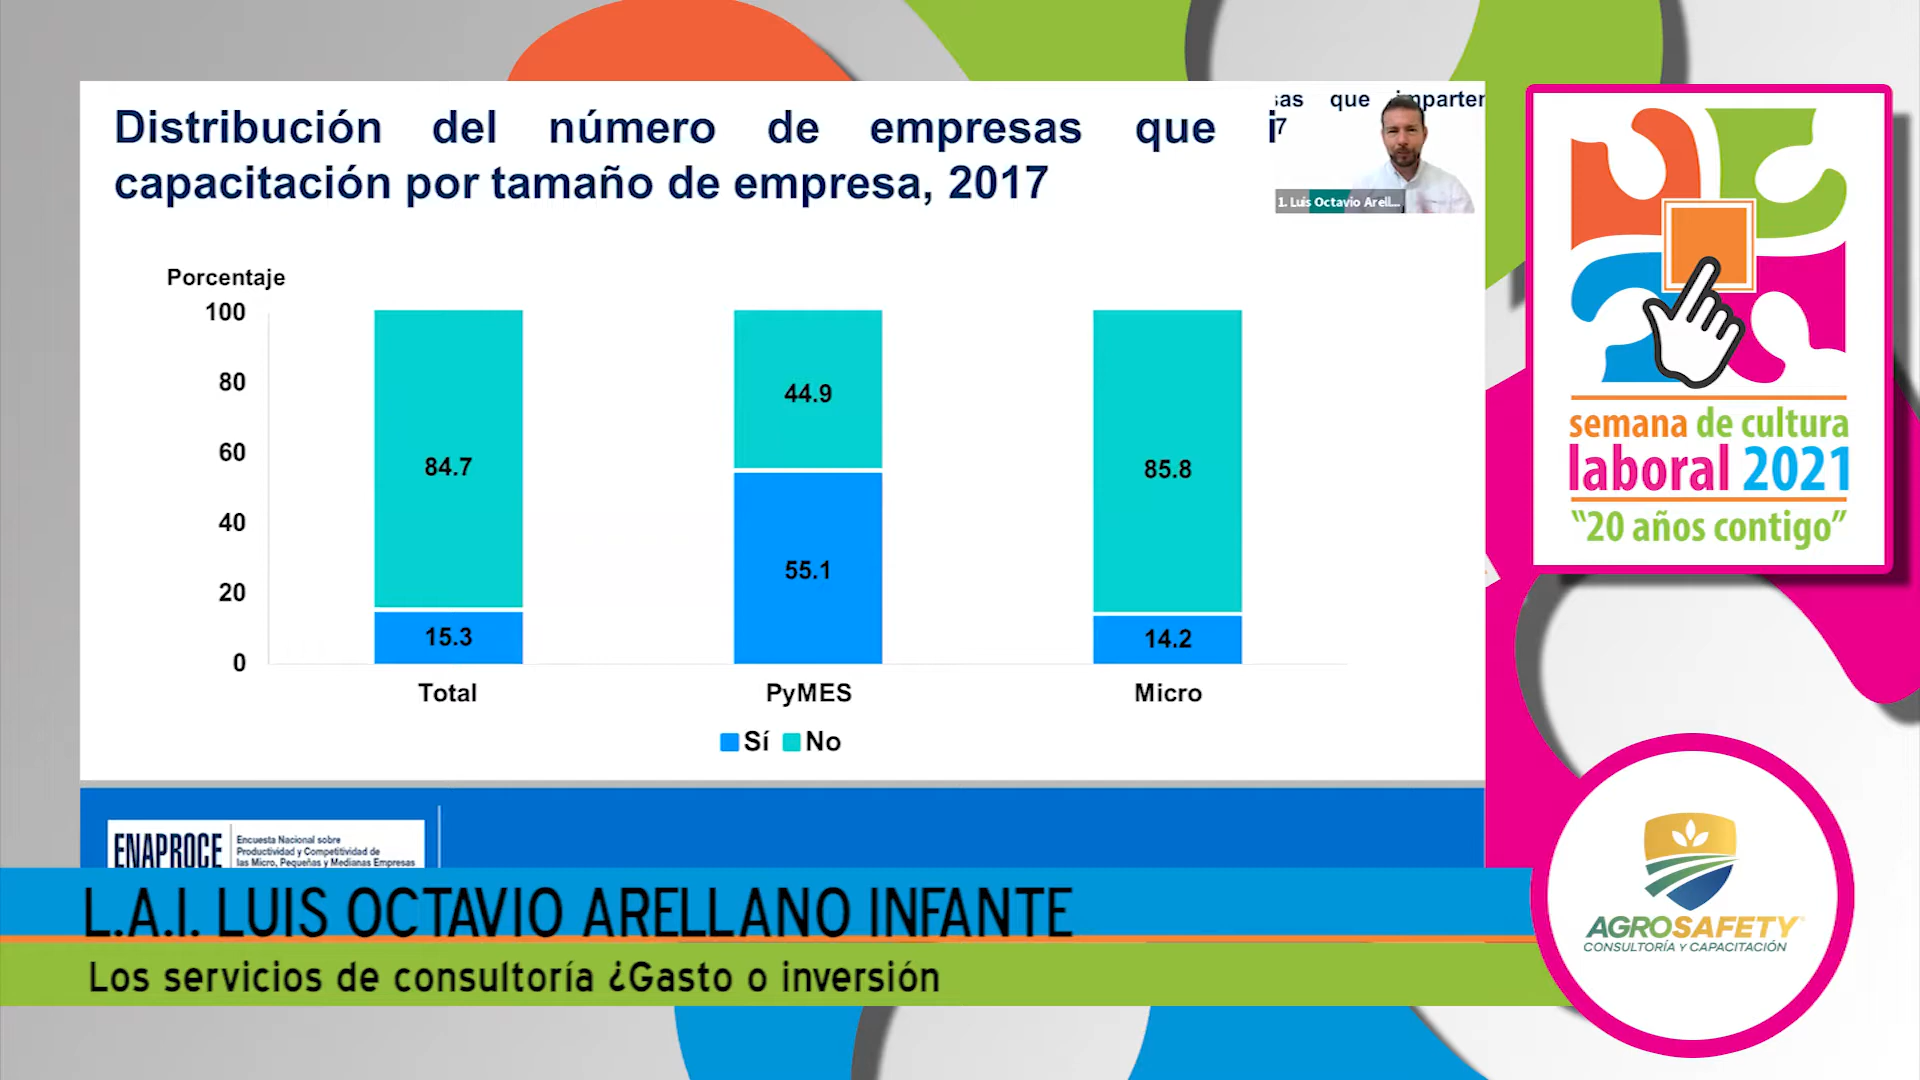 Distribución del número de empresas que i
capacitación por tamaño de empresa, 2017
que imparten
7
1. Luis Octavio Arell...
Porcentaje
100
80
60
40
20
0
84.7
15.3
44.9
55.1
85.8
14.2
Total
PyMES
Micro
Sí No
ENAPROCE
Encuesta Nacional sobre
Productividad y Competitividad de
las Micro, Pequeñas y Medianas Empresas
L.A.I. LUIS OCTAVIO ARELLANO INFANTE
Los servicios de consultoría ¿Gasto o inversión
semana de cultura
laboral 2021
“20 años contigo”
AGROSAFETY
CONSULTORÍA Y CAPACITACIÓN